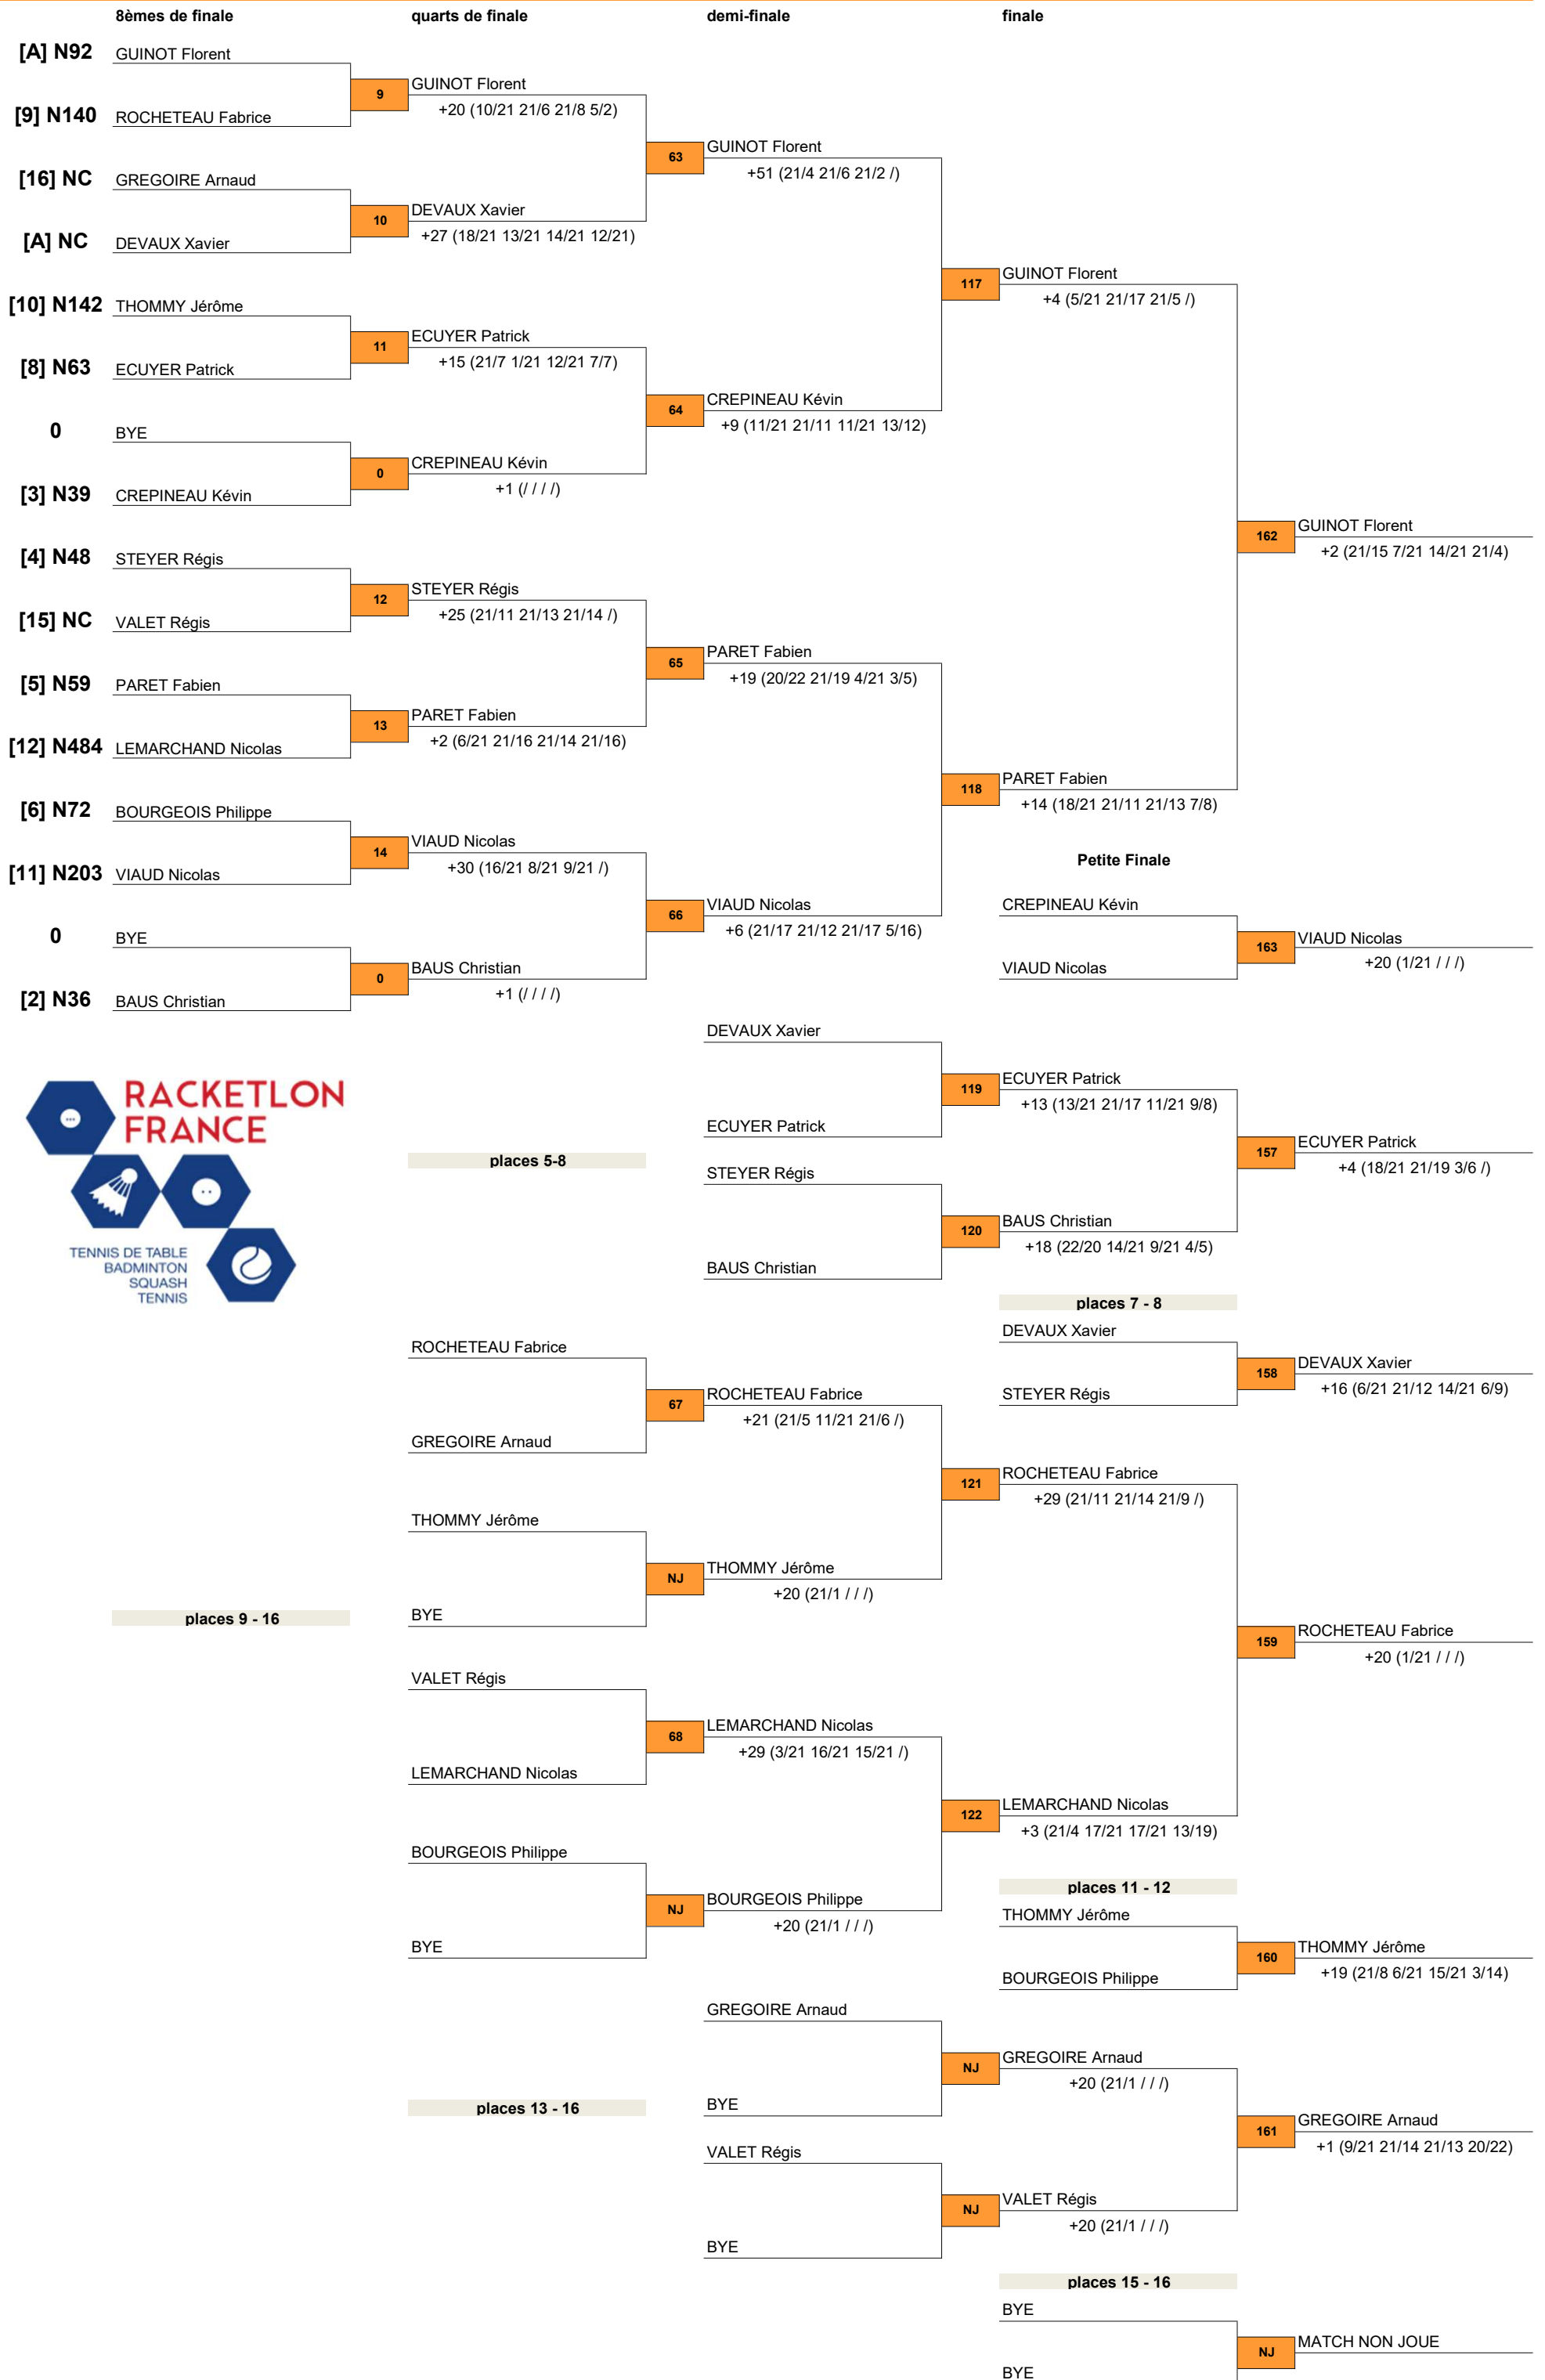 8èmes de finale quarts de finale demi-finale finale
[A] N92 GUINOT Florent
9 GUINOT Florent
+20 (10/21 21/6 21/8 5/2)
[9] N140 ROCHETEAU Fabrice
63 GUINOT Florent
+51 (21/4 21/6 21/2 /)
[16] NC GREGOIRE Arnaud
10 DEVAUX Xavier
+27 (18/21 13/21 14/21 12/21)
[A] NC DEVAUX Xavier
117 GUINOT Florent
+4 (5/21 21/17 21/5 /)
[10] N142 THOMMY Jérôme
11 ECUYER Patrick
+15 (21/7 1/21 12/21 7/7)
[8] N63 ECUYER Patrick
64 CREPINEAU Kévin
+9 (11/21 21/11 11/21 13/12)
0 BYE
0 CREPINEAU Kévin
+1 (/ / / /)
[3] N39 CREPINEAU Kévin
162 GUINOT Florent
+2 (21/15 7/21 14/21 21/4)
[4] N48 STEYER Régis
12 STEYER Régis
+25 (21/11 21/13 21/14 /)
[15] NC VALET Régis
65 PARET Fabien
+19 (20/22 21/19 4/21 3/5)
[5] N59 PARET Fabien
13 PARET Fabien
+2 (6/21 21/16 21/14 21/16)
[12] N484 LEMARCHAND Nicolas
118 PARET Fabien
+14 (18/21 21/11 21/13 7/8)
[6] N72 BOURGEOIS Philippe
14 VIAUD Nicolas
+30 (16/21 8/21 9/21 /)
Petite Finale
[11] N203 VIAUD Nicolas
66 VIAUD Nicolas
+6 (21/17 21/12 21/17 5/16)
CREPINEAU Kévin
0 BYE
163 VIAUD Nicolas
+20 (1/21 / / /)
0 BAUS Christian
+1 (/ / / /)
VIAUD Nicolas
[2] N36 BAUS Christian
DEVAUX Xavier
119 ECUYER Patrick
+13 (13/21 21/17 11/21 9/8)
ECUYER Patrick
RACKETLON
FRANCE
TENNIS DE TABLE
BADMINTON
SQUASH
TENNIS
places 5-8
157 ECUYER Patrick
+4 (18/21 21/19 3/6 /)
STEYER Régis
120 BAUS Christian
+18 (22/20 14/21 9/21 4/5)
BAUS Christian
places 7 - 8
DEVAUX Xavier
158 DEVAUX Xavier
+16 (6/21 21/12 14/21 6/9)
STEYER Régis
ROCHETEAU Fabrice
67 ROCHETEAU Fabrice
+21 (21/5 11/21 21/6 /)
GREGOIRE Arnaud
121 ROCHETEAU Fabrice
+29 (21/11 21/14 21/9 /)
THOMMY Jérôme
NJ THOMMY Jérôme
+20 (21/1 / / /)
BYE
places 9 - 16
159 ROCHETEAU Fabrice
+20 (1/21 / / /)
VALET Régis
68 LEMARCHAND Nicolas
+29 (3/21 16/21 15/21 /)
LEMARCHAND Nicolas
122 LEMARCHAND Nicolas
+3 (21/4 17/21 17/21 13/19)
BOURGEOIS Philippe
NJ BOURGEOIS Philippe
+20 (21/1 / / /)
BYE
places 11 - 12
THOMMY Jérôme
160 THOMMY Jérôme
+19 (21/8 6/21 15/21 3/14)
BOURGEOIS Philippe
GREGOIRE Arnaud
NJ GREGOIRE Arnaud
+20 (21/1 / / /)
BYE
places 13 - 16
161 GREGOIRE Arnaud
+1 (9/21 21/14 21/13 20/22)
VALET Régis
NJ VALET Régis
+20 (21/1 / / /)
BYE
places 15 - 16
BYE
NJ MATCH NON JOUE
BYE